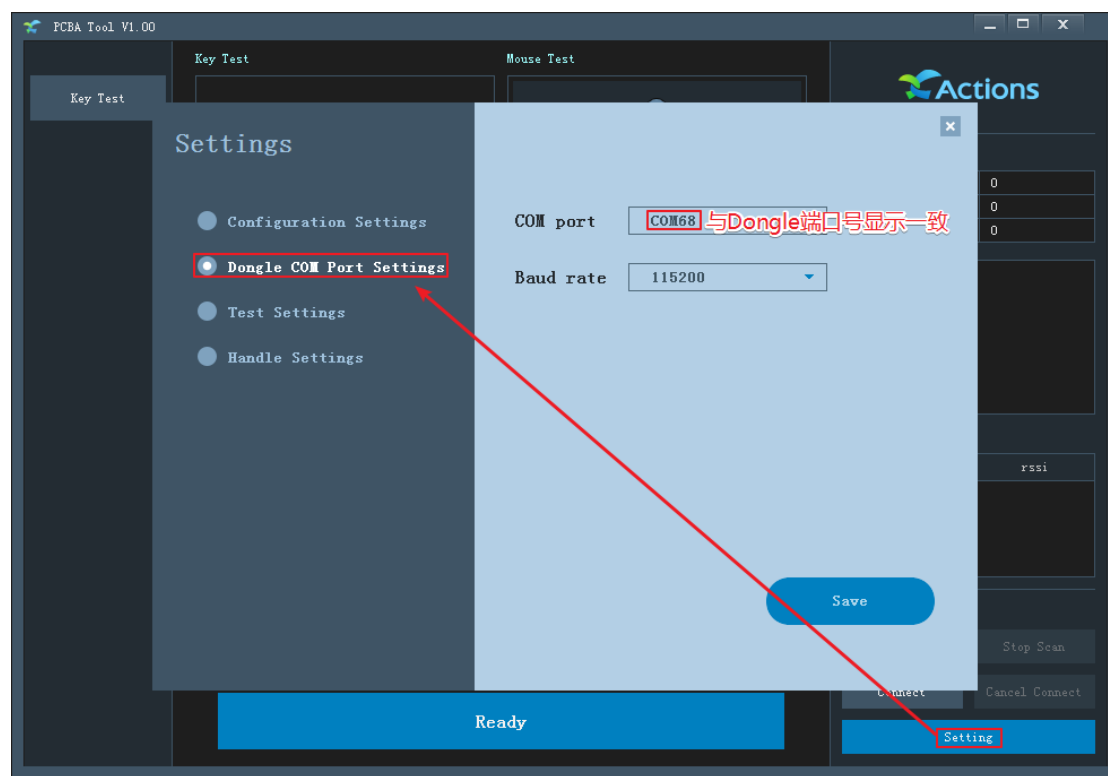 PCBA Tool V1.00
Key Test
Mouse Test
Key Test
Actions
Settings
Configuration Settings
Dongle COM Port Settings
Test Settings
Handle Settings
COM port
COM68
与Dongle端口号显示一致
Baud rate
115200
Save
0
0
0
rssi
Stop Scan
Connect
Cancel Connect
Ready
Setting